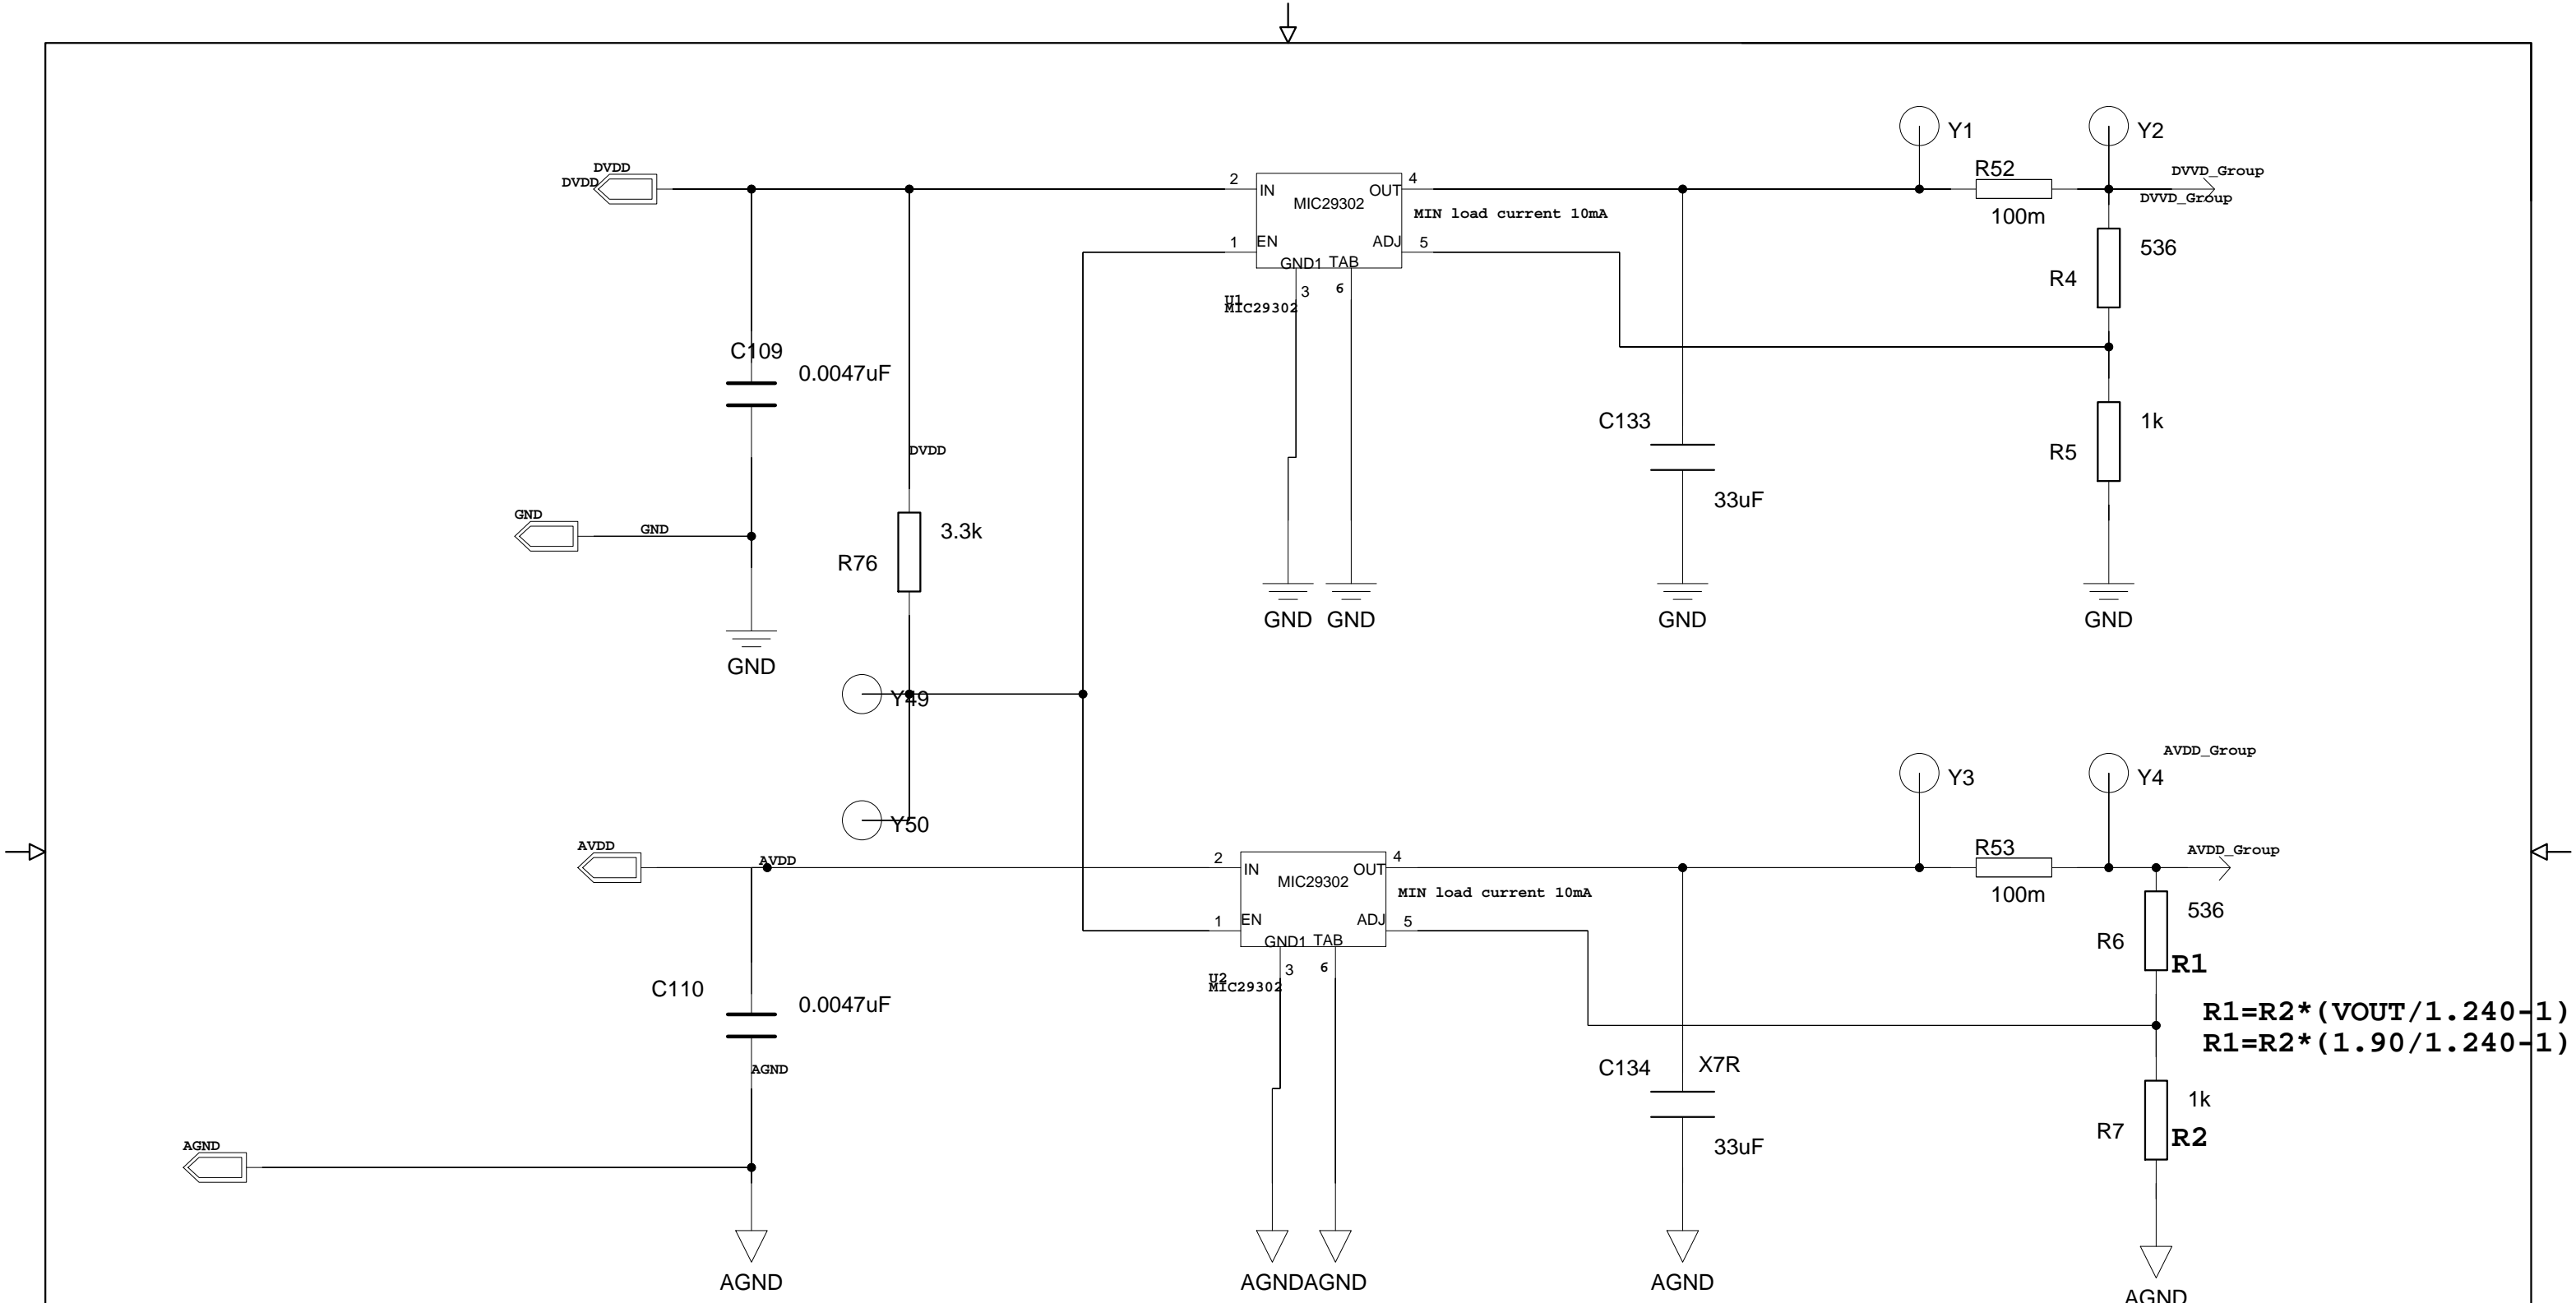 Y1
Y2
DVDD
DVDD
R52
DVVD_Group
DVVD_Group
2
IN
OUT
4
MIC29302
MIN load current 10mA
100m
1
EN
ADJ
5
GND1
TAB
3
6
U1
MIC29302
536
R4
C109
0.0047uF
C133
1k
R5
DVDD
33uF
GND
GND
3.3k
R76
GND
GND
GND
GND
GND
Y49
Y3
Y4
AVDD_Group
Y50
AVDD
AVDD
R53
AVDD_Group
2
IN
OUT
4
MIC29302
MIN load current 10mA
100m
536
1
EN
ADJ
5
GND1
TAB
3
6
U2
MIC29302
R6
R1
C110
0.0047uF
R1=R2*(VOUT/1.240-1)
R1=R2*(1.90/1.240-1)
AGND
C134
X7R
1k
R7
R2
AGND
33uF
AGND
AGND
AGND
AGND
AGND